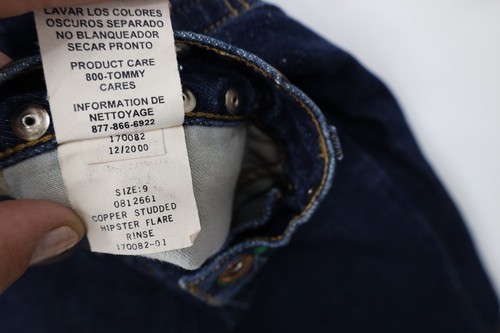 LAVAR LOS COLORES
OSCUROS SEPARADO
NO BLANQUEADOR
SECAR PRONTO
PRODUCT CARE
800-TOMMY
CARES
INFORMATION DE
NETTOYAGE
877-866-6922
170082
12/2000
SIZE:9
0812661
COPPER STUDDED
HIPSTER FLARE
RINSE
170082-01